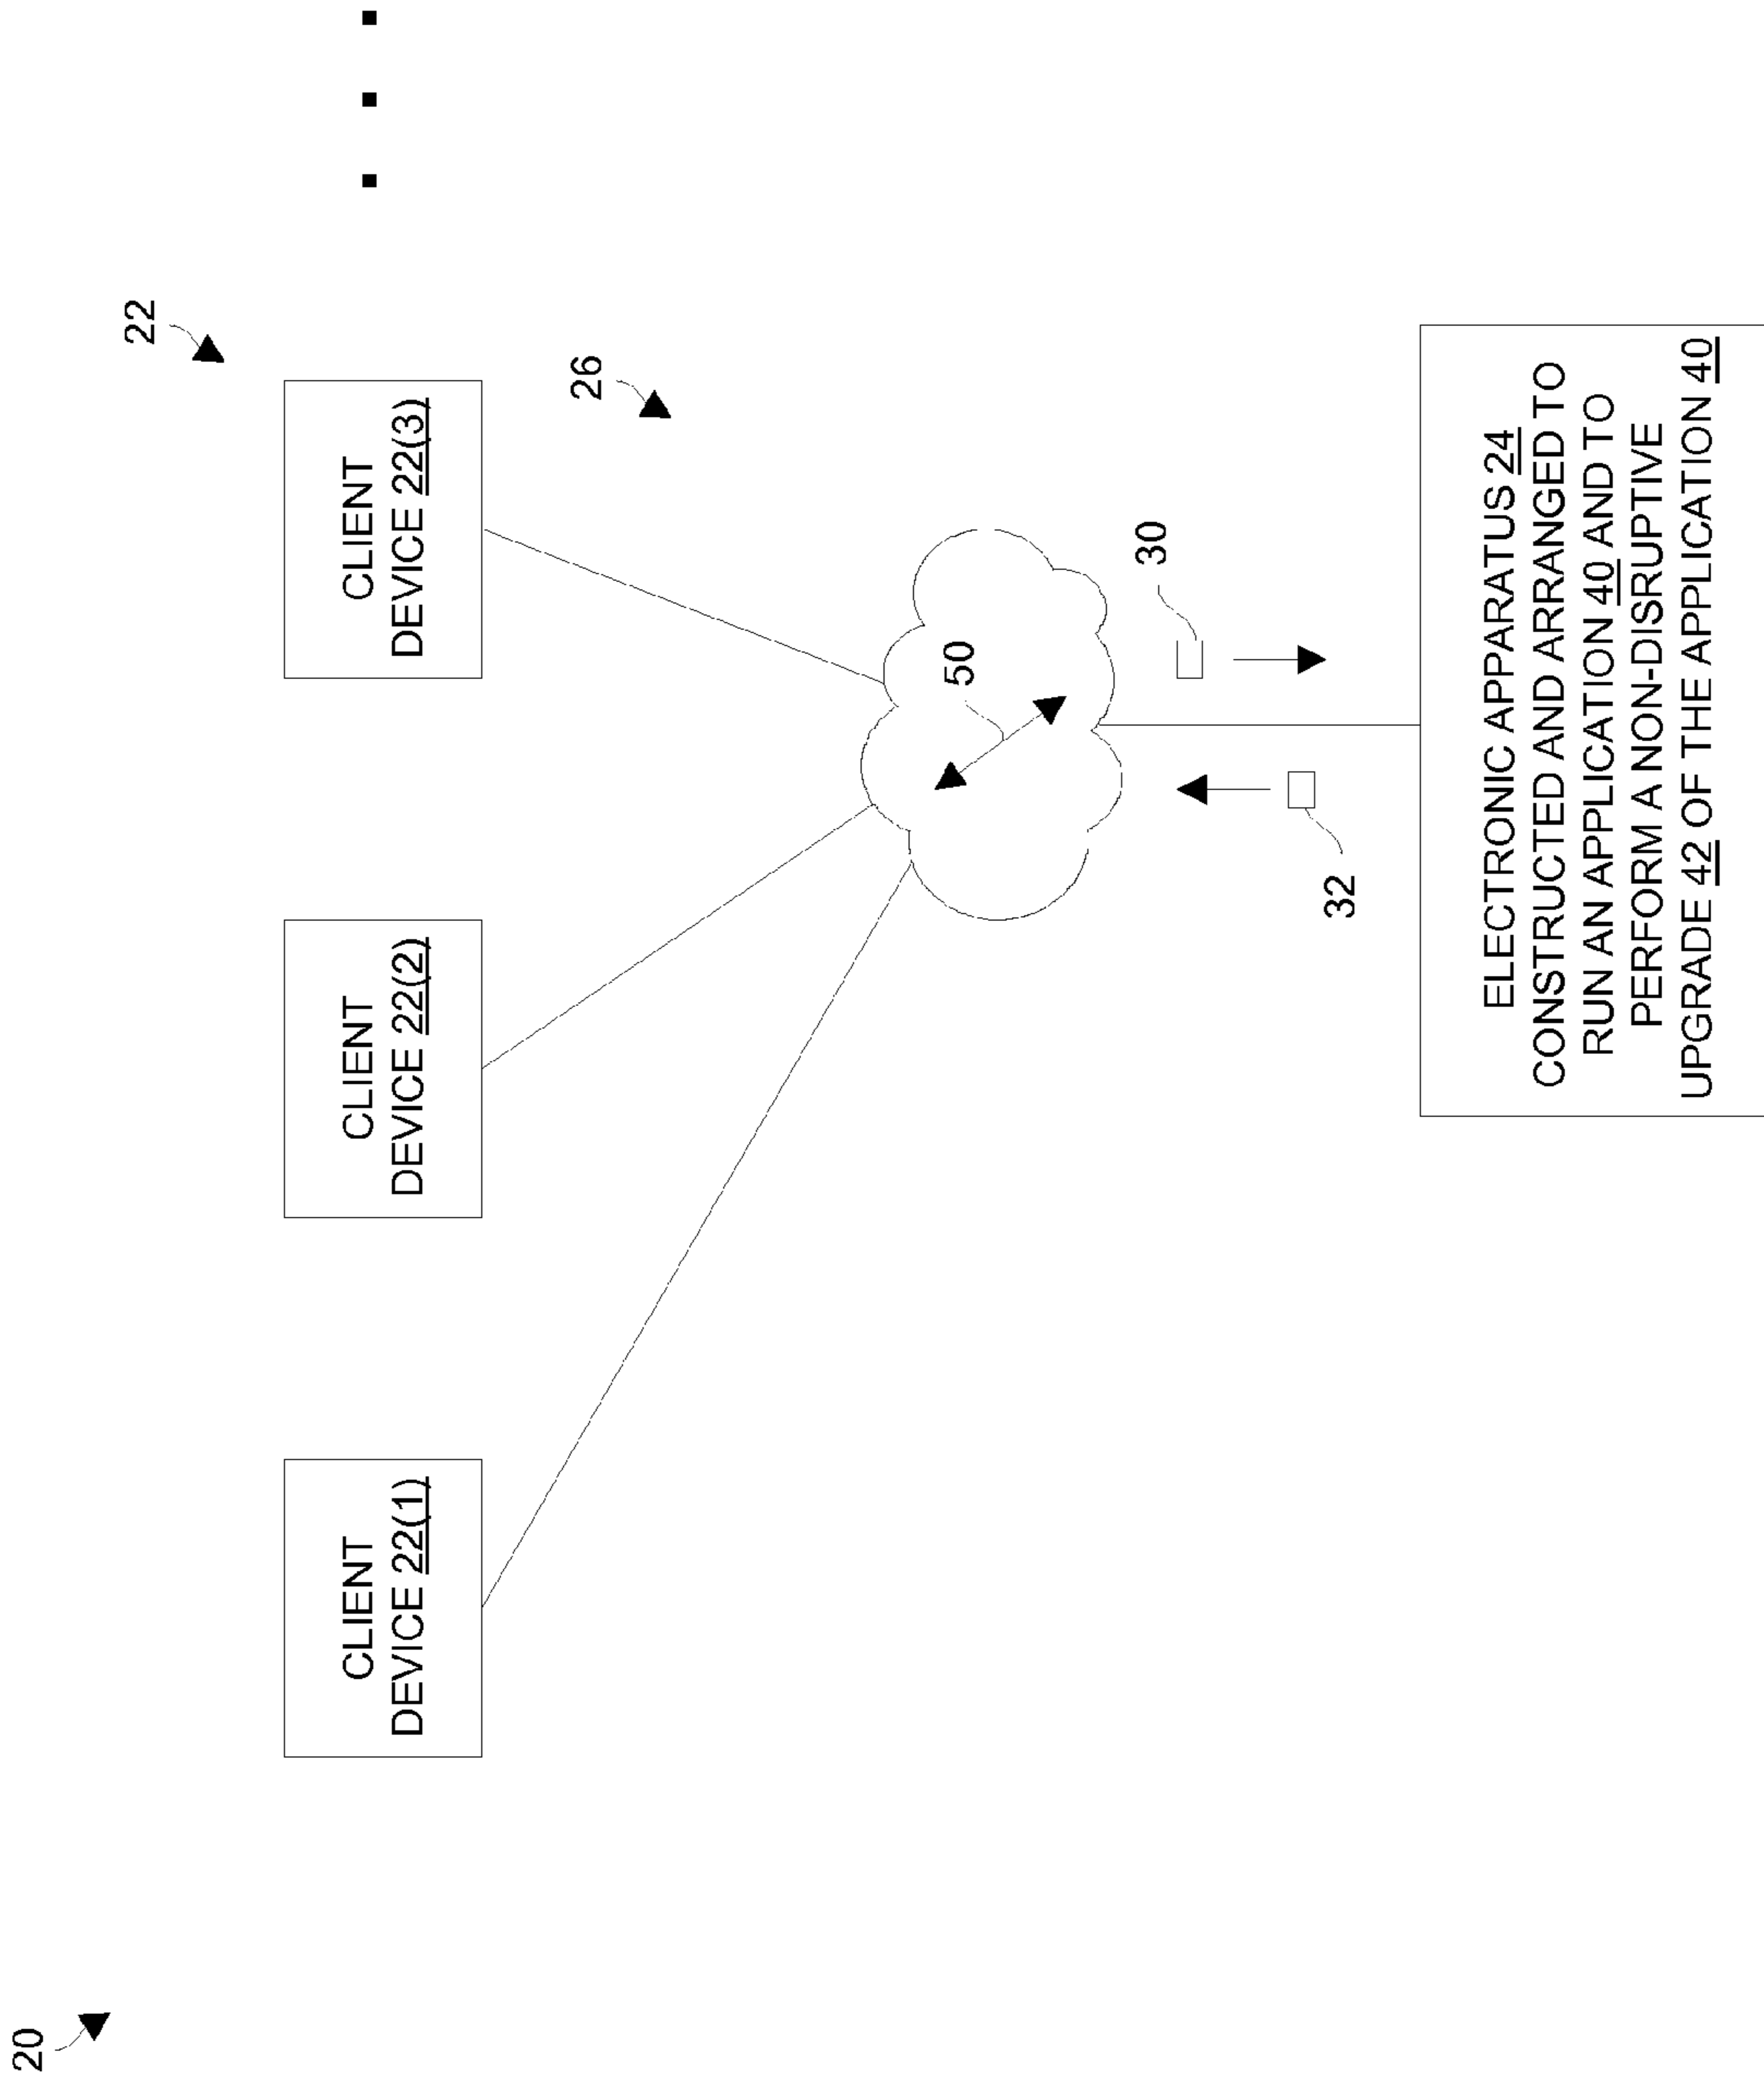 20
22
CLIENT
DEVICE 22(1)
CLIENT
DEVICE 22(2)
CLIENT
DEVICE 22(3)
26
50
30
32
ELECTRONIC APPARATUS 24
CONSTRUCTED AND ARRANGED TO
RUN AN APPLICATION 40 AND TO
PERFORM A NON-DISRUPTIVE
UPGRADE 42 OF THE APPLICATION 40